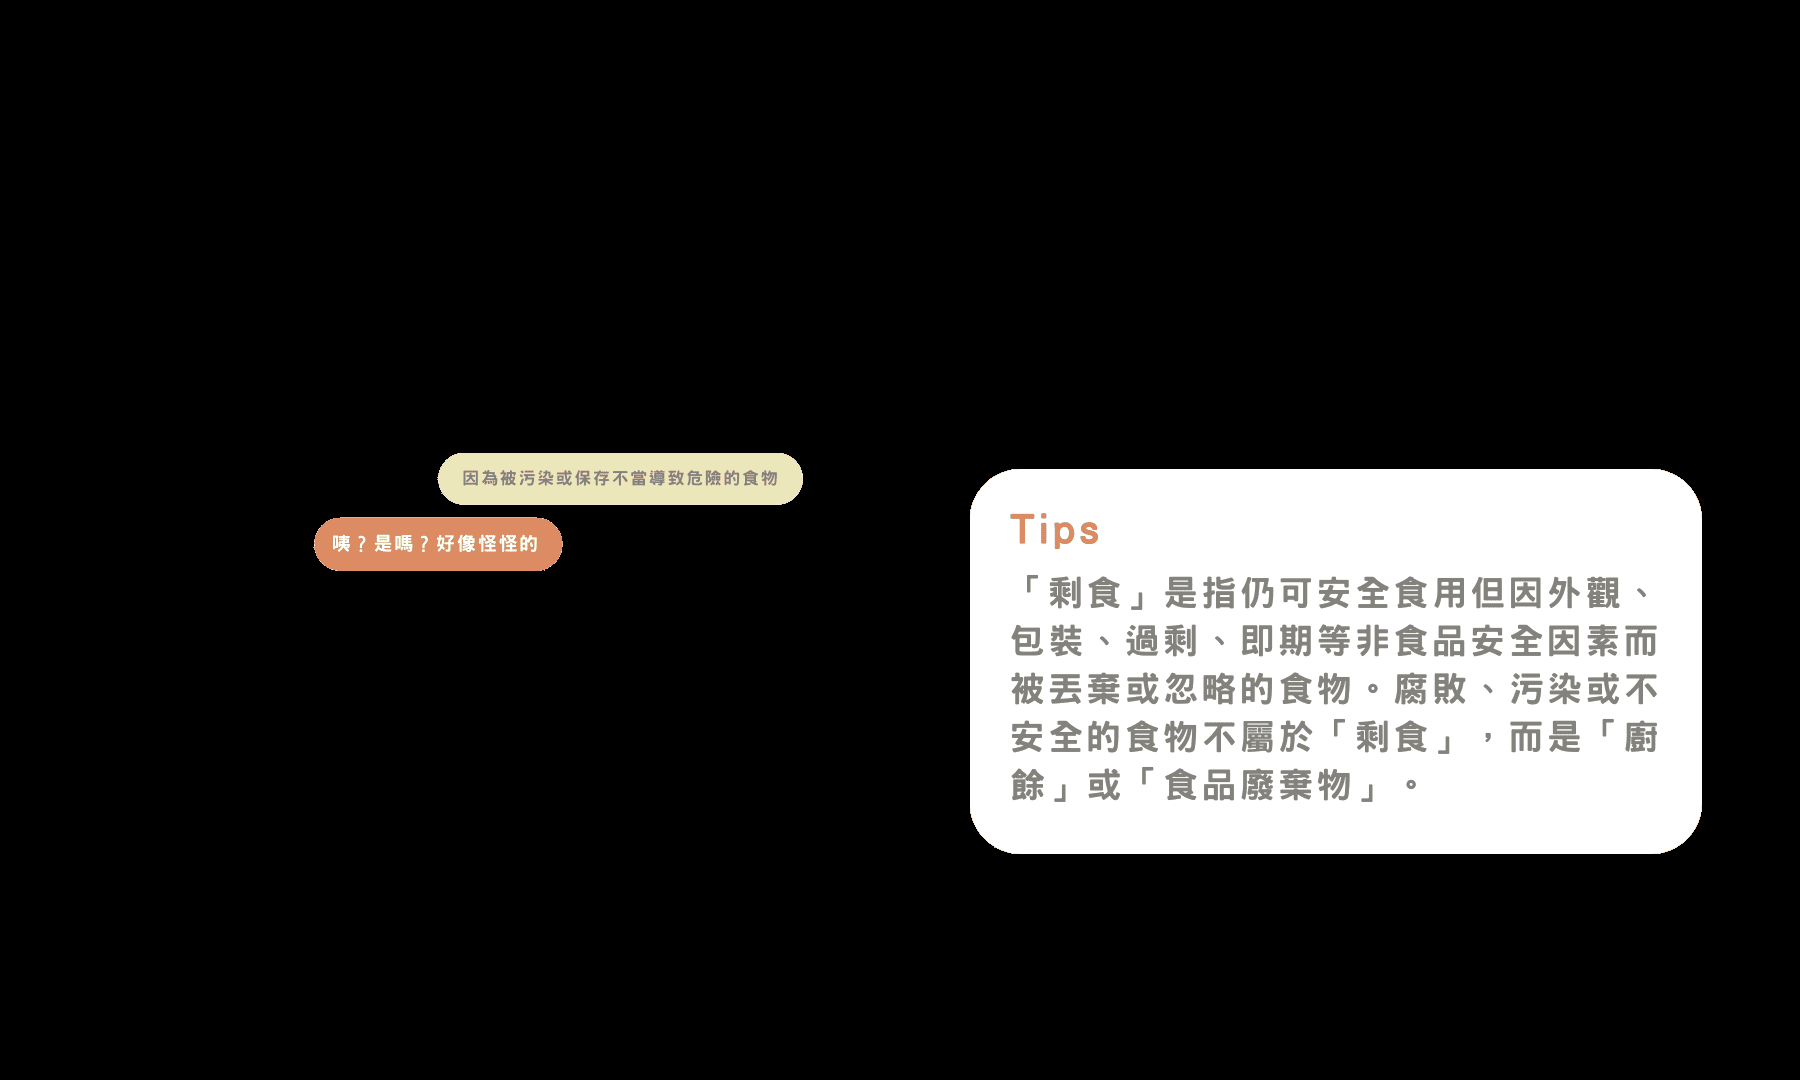 因為被污染或保存不當導致危險的食物
咦？是嗎？好像怪怪的
Tips
「剩食」是指仍可安全食用但因外觀、
包裝、過剩、即期等非食品安全因素而
被丟棄或忽略的食物。腐敗、污染或不
安全的食物不屬於「剩食」，而是「廚
餘」或「食品廢棄物」。